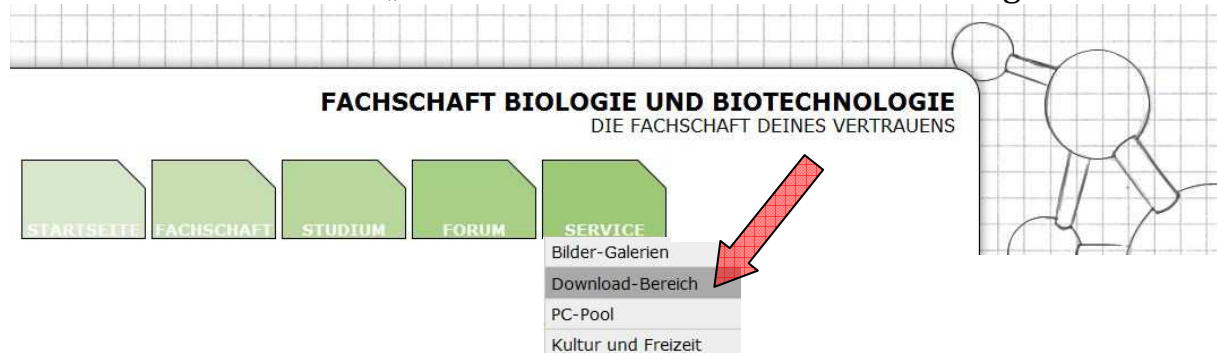 FACHSCHAFT BIOLOGIE UND BIOTECHNOLOGIE
DIE FACHSCHAFT DEINES VERTRAUENS
STARTSEITE FACHSCHAFT STUDIUM FORUM SERVICE
Bilder-Galerien
Download-Bereich
PC-Pool
Kultur und Freizeit